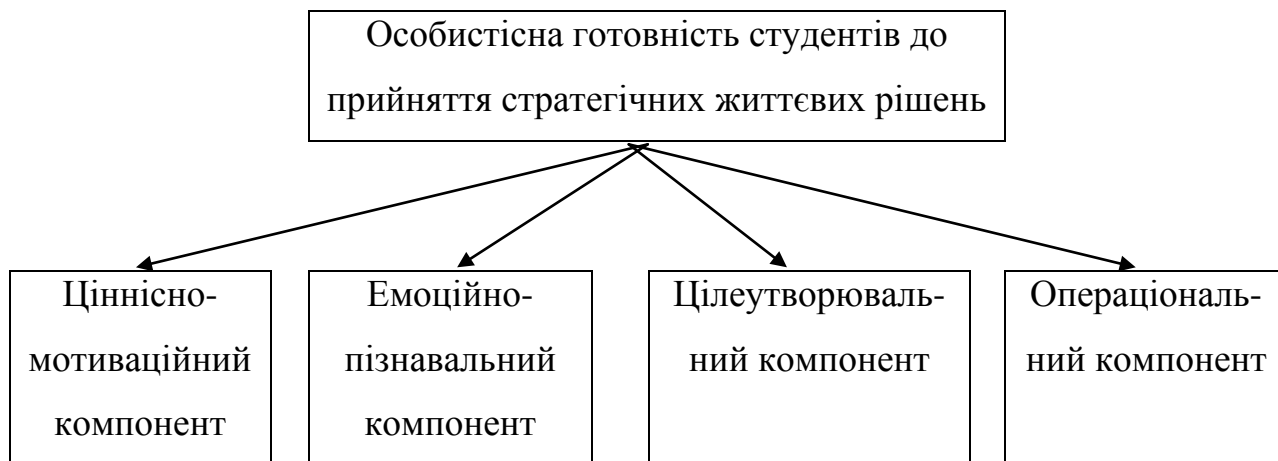 Особистісна готовність студентів до
прийняття стратегічних життєвих рішень
Ціннісно-
мотиваційний
компонент
Емоційно-
пізнавальний
компонент
Цілеутворюваль-
ний компонент
Операціональ-
ний компонент